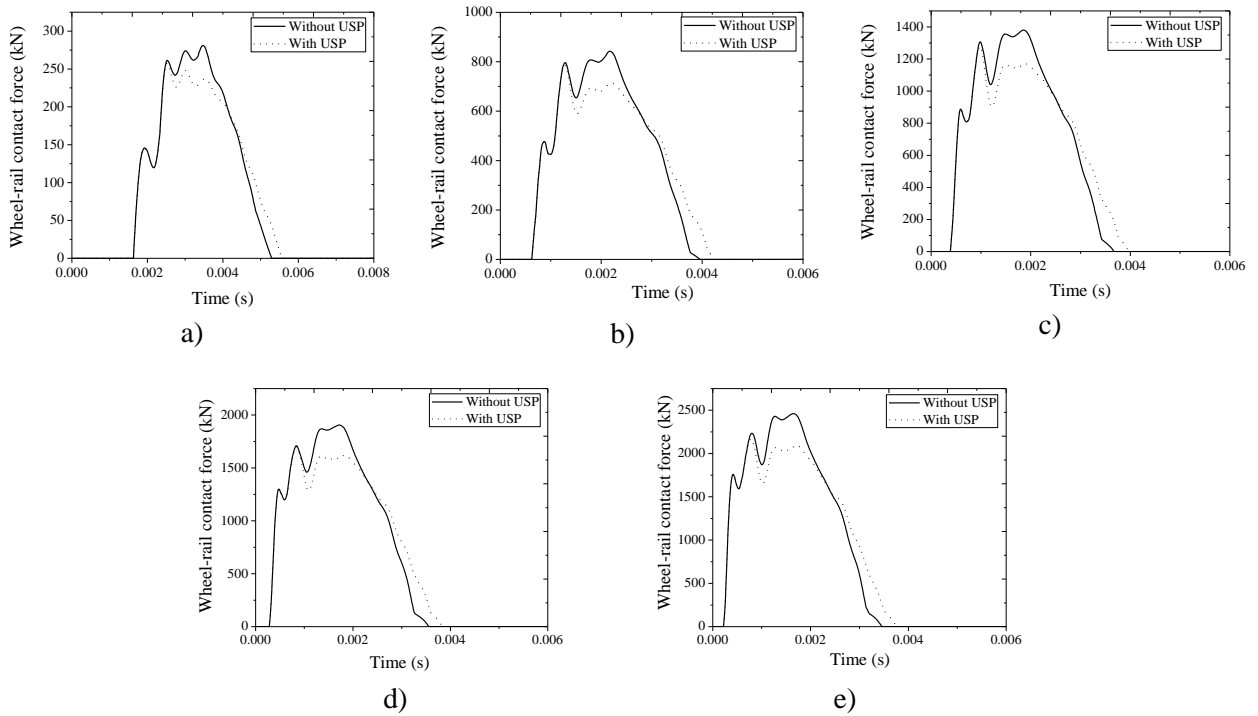 Without USP
With USP
Wheel-rail contact force (kN)
300
250
200
150
100
50
0
0.000
0.002
0.004
0.006
0.008
Time (s)
a)
Without USP
With USP
Wheel-rail contact force (kN)
1000
800
600
400
200
0
0.000
0.002
0.004
0.006
Time (s)
b)
Without USP
With USP
Wheel-rail contact force (kN)
1400
1200
1000
800
600
400
200
0
0.000
0.002
0.004
0.006
Time (s)
c)
Without USP
With USP
Wheel-rail contact force (kN)
2000
1500
1000
500
0
0.000
0.002
0.004
0.006
Time (s)
d)
Without USP
With USP
Wheel-rail contact force (kN)
2500
2000
1500
1000
500
0
0.000
0.002
0.004
0.006
Time (s)
e)